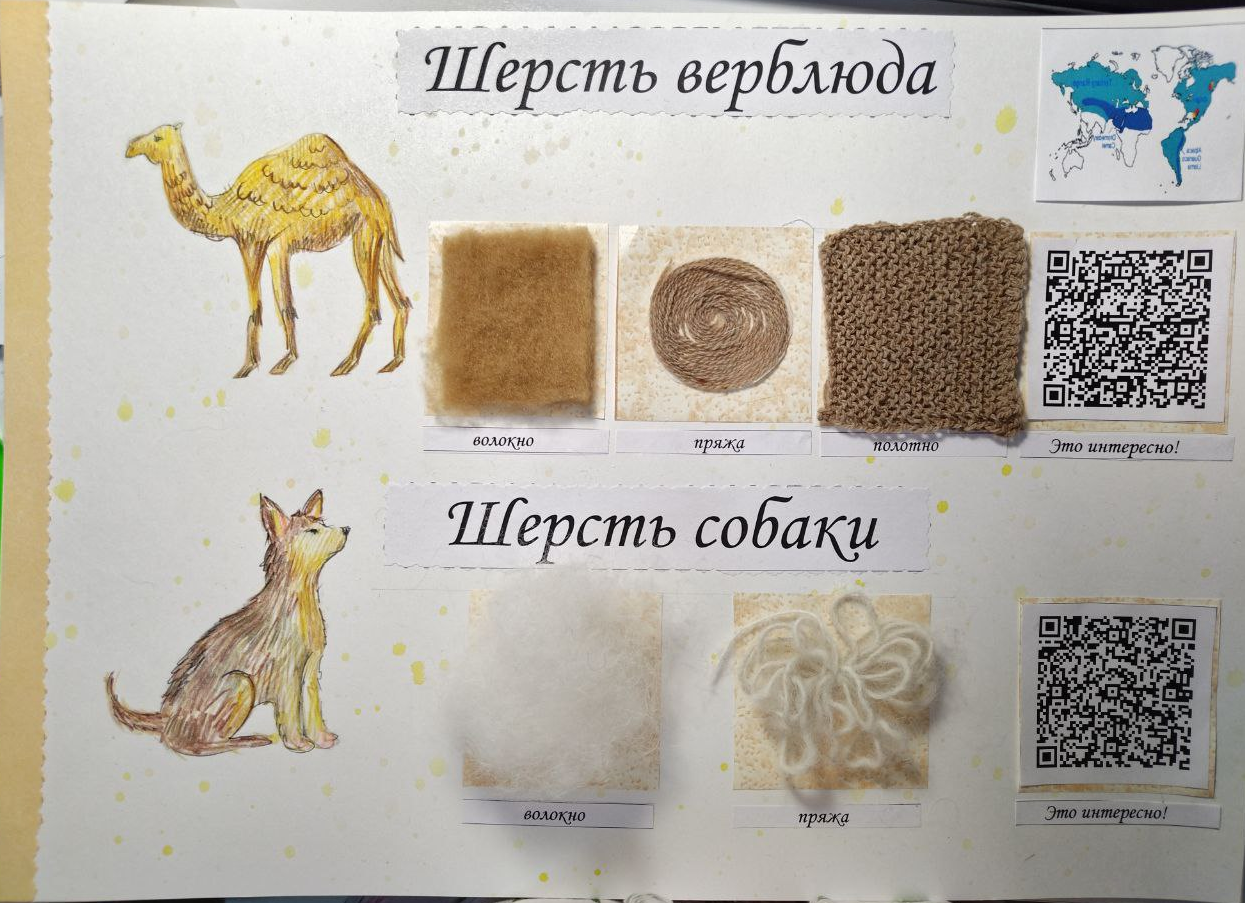 Шерсть верблюда
волокно
пряжа
полотно
Это интересно!
Шерсть собаки
волокно
пряжа
Это интересно!